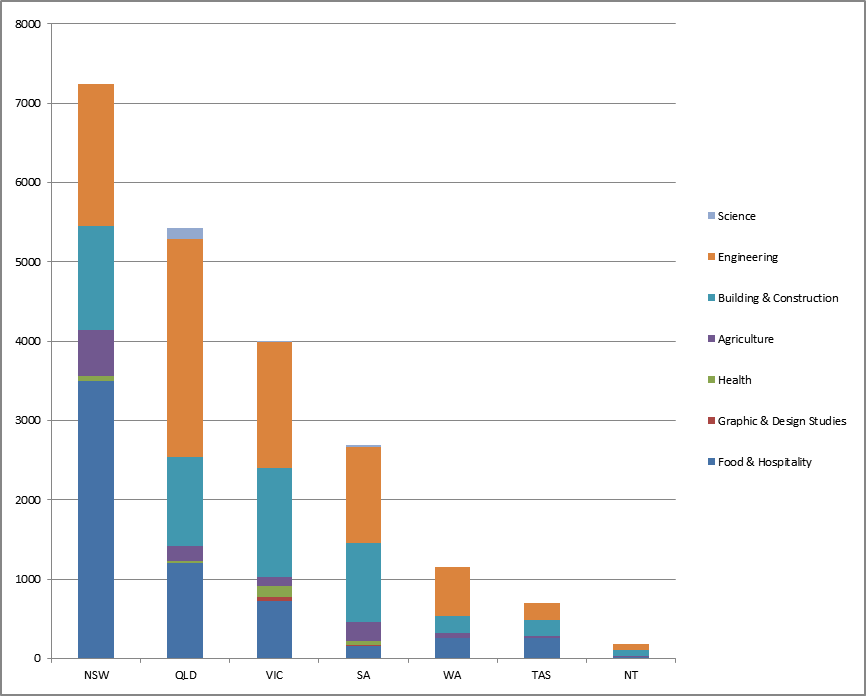 8000
7000
6000
5000
4000
3000
2000
1000
0
NSW QLD VIC SA WA TAS NT
Science
Engineering
Building & Construction
Agriculture
Health
Graphic & Design Studies
Food & Hospitality